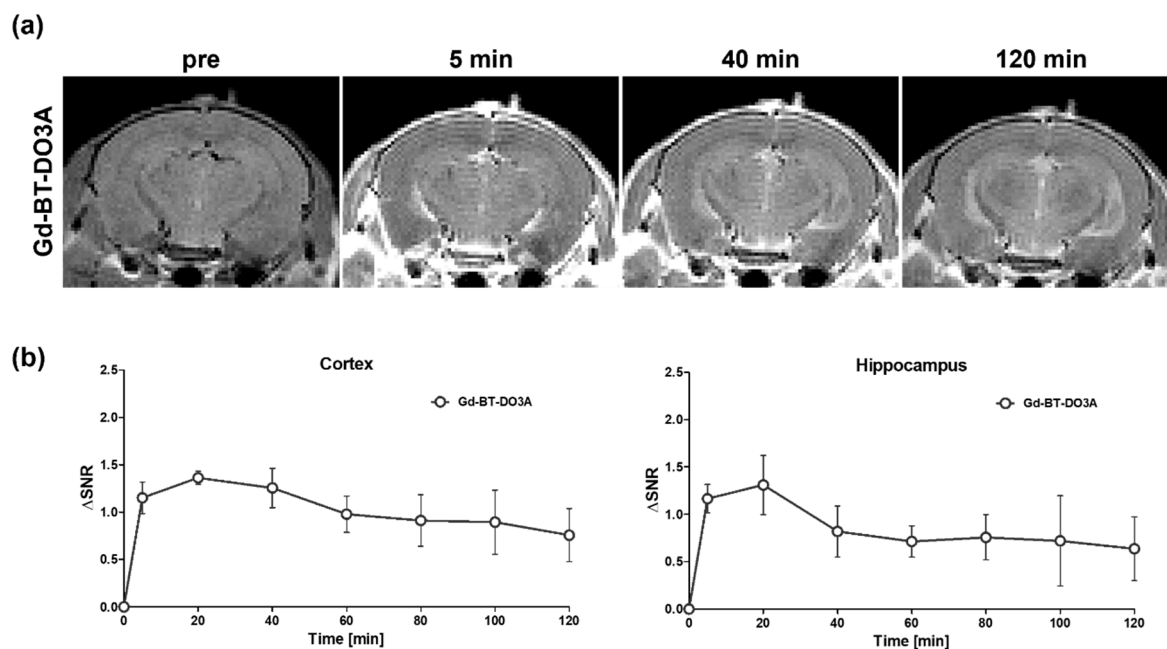 (a)
pre 5 min 40 min 120 min
Gd-BT-DO3A
(b)
Cortex
Gd-BT-DO3A
ΔSNR
2.5
2.0
1.5
1.0
0.5
0.0
0 20 40 60 80 100 120
Time [min]
Hippocampus
Gd-BT-DO3A
ΔSNR
2.5
2.0
1.5
1.0
0.5
0.0
0 20 40 60 80 100 120
Time [min]